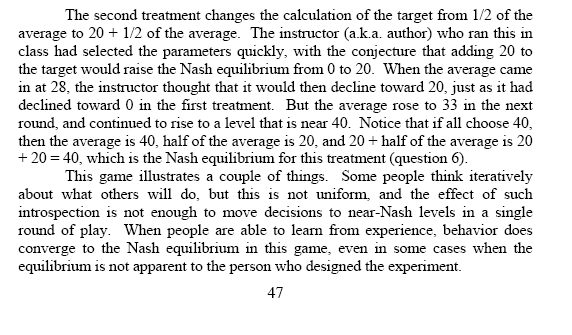 The second treatment changes the calculation of the target from 1/2 of the
average to 20 + 1/2 of the average. The instructor (a.k.a. author) who ran this in
class had selected the parameters quickly, with the conjecture that adding 20 to
the target would raise the Nash equilibrium from 0 to 20. When the average came
in at 28, the instructor thought that it would then decline toward 20, just as it had
declined toward 0 in the first treatment. But the average rose to 33 in the next
round, and continued to rise to a level that is near 40. Notice that if all choose 40,
then the average is 40, half of the average is 20, and 20 + half of the average is 20
+ 20 = 40, which is the Nash equilibrium for this treatment (question 6).
This game illustrates a couple of things. Some people think iteratively
about what others will do, but this is not uniform, and the effect of such
introspection is not enough to move decisions to near-Nash levels in a single
round of play. When people are able to learn from experience, behavior does
converge to the Nash equilibrium in this game, even in some cases when the
equilibrium is not apparent to the person who designed the experiment.
47